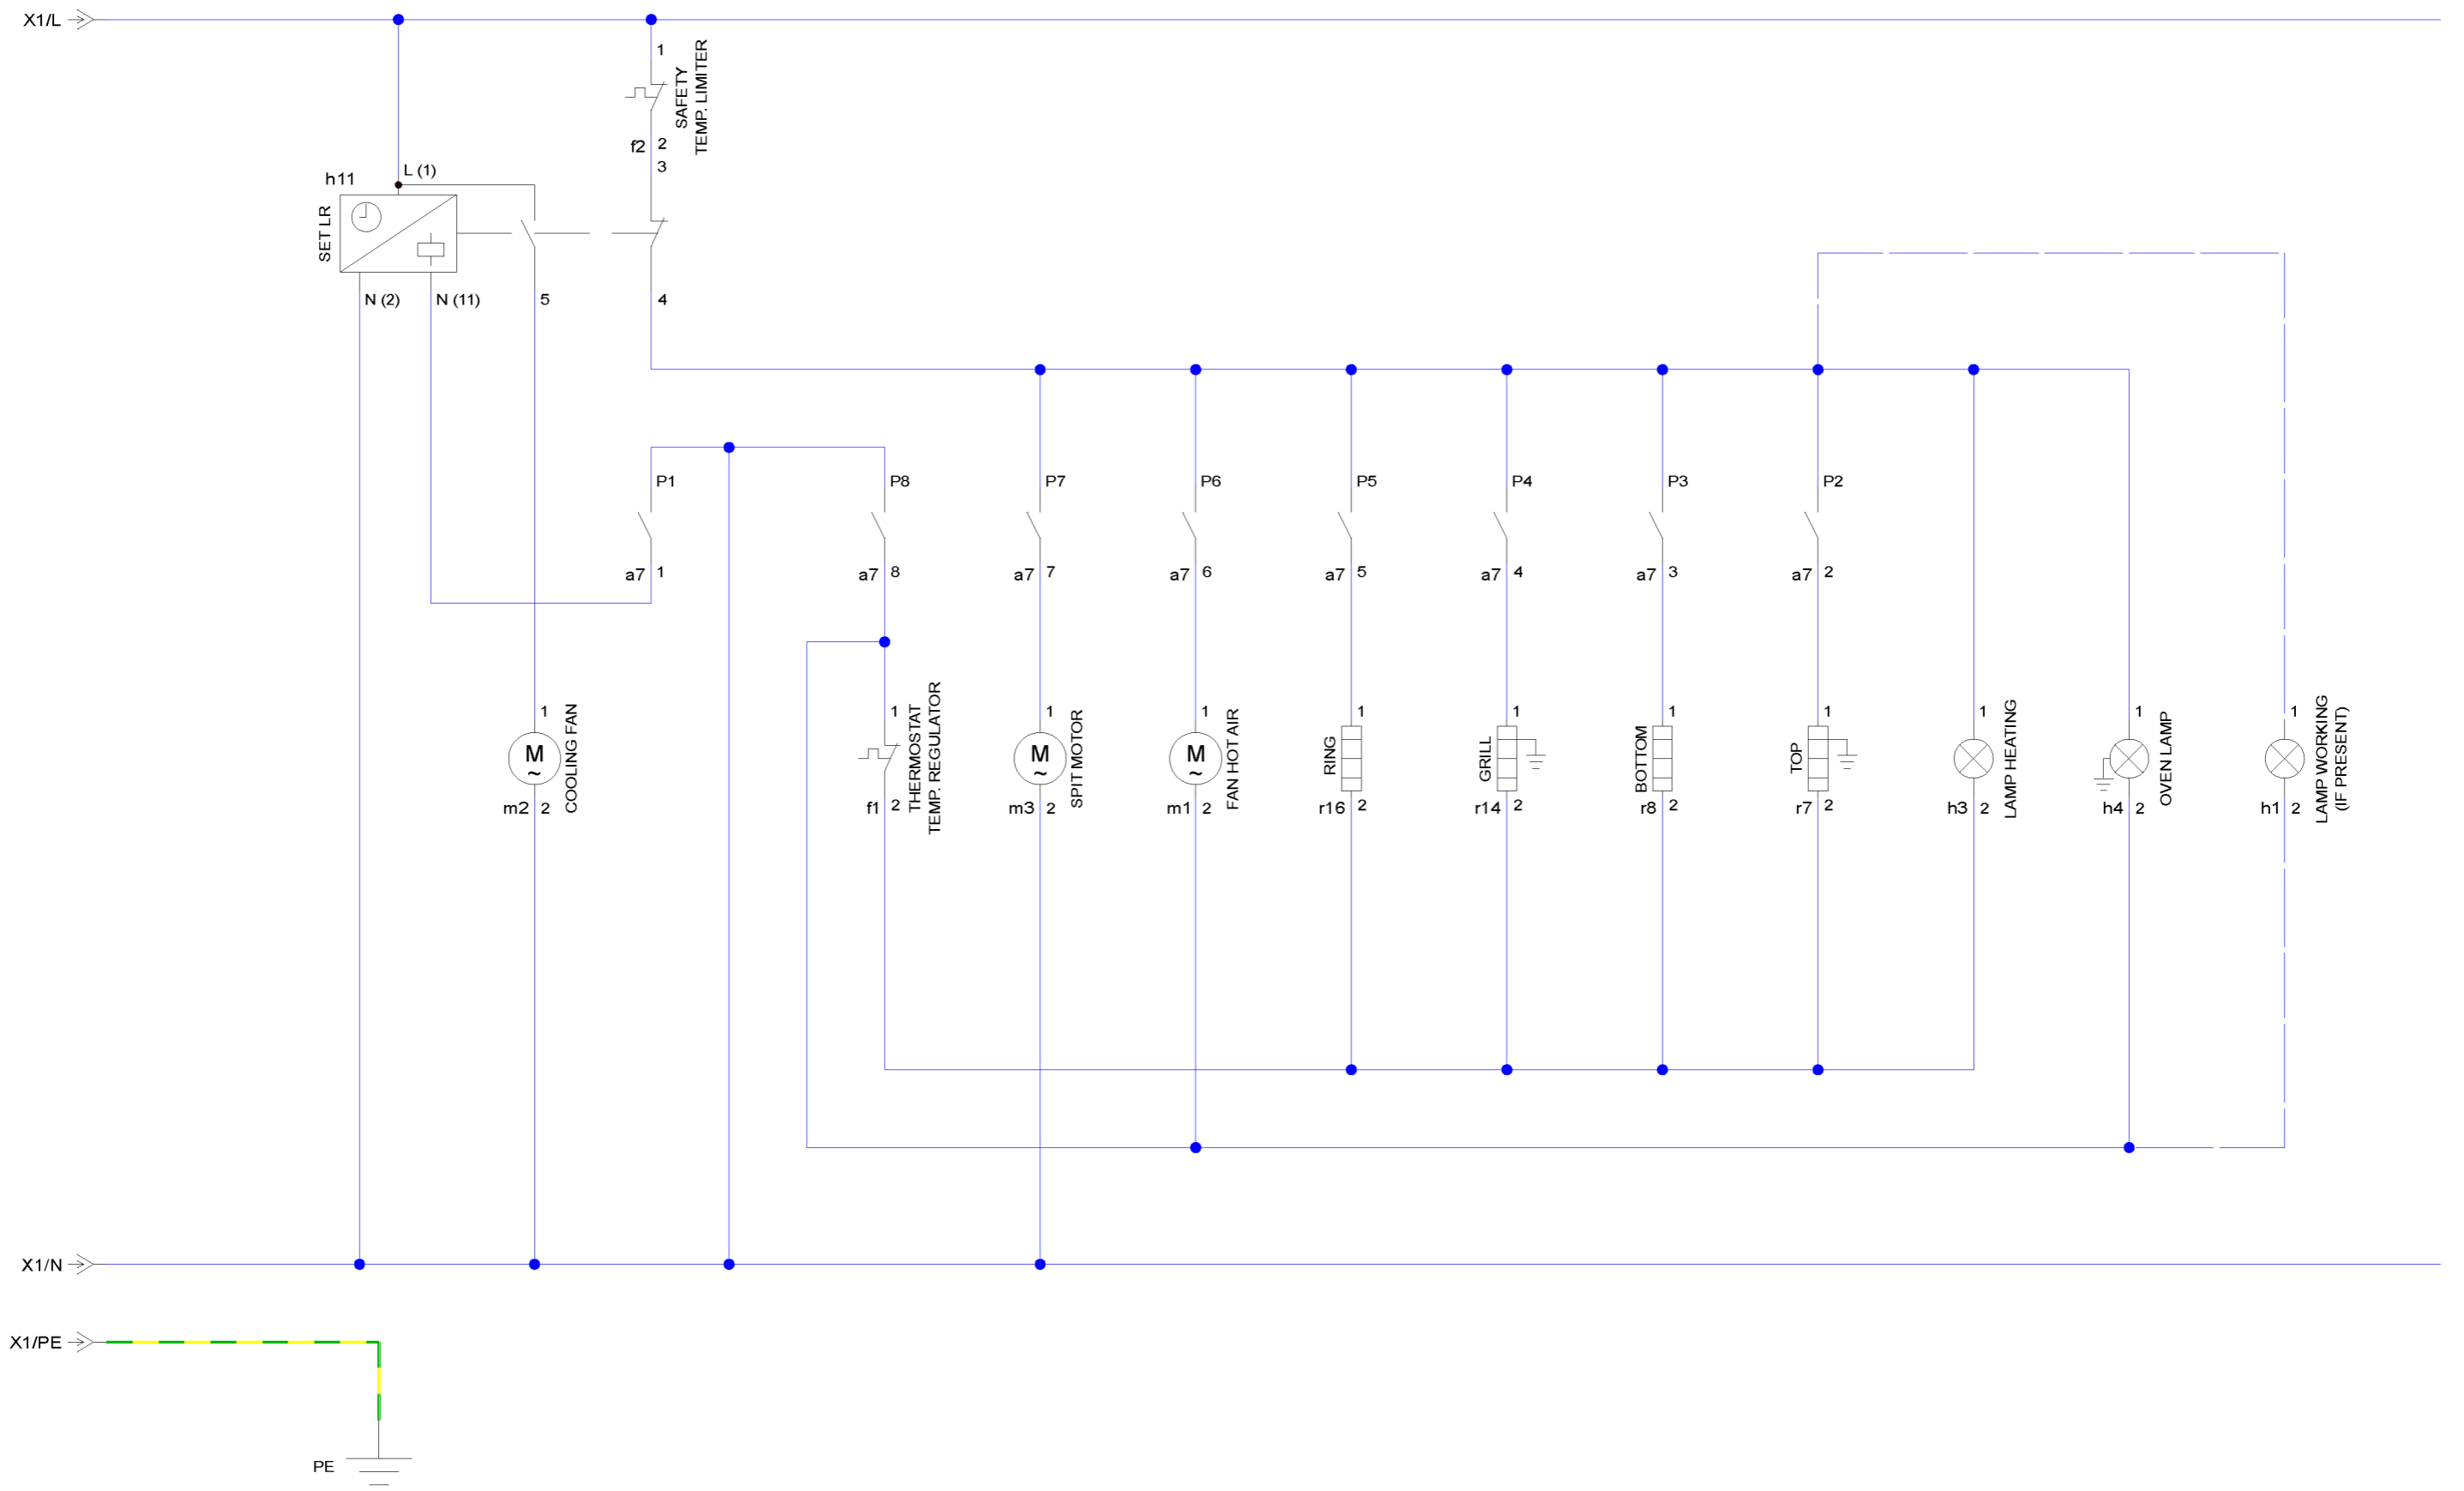 X1/L
1
SAFETY
TEMP. LIMITER
f2 2
3
h11
L (1)
SET LR
N (2)
N (11)
5
4
P1
P8
P7
P6
P5
P4
P3
P2
a7 1
a7 8
a7 7
a7 6
a7 5
a7 4
a7 3
a7 2
1
M
~
m2 2
COOLING FAN
1
f1 2
THERMOSTAT
TEMP. REGULATOR
1
M
~
m3 2
SPIT MOTOR
1
M
~
m1 2
FAN HOT AIR
1
RING
r16 2
1
GRILL
r14 2
1
BOTTOM
r8 2
1
TOP
r7 2
1
h3 2
LAMP HEATING
1
h4 2
OVEN LAMP
1
h1 2
LAMP WORKING
(IF PRESENT)
X1/N
X1/PE
PE